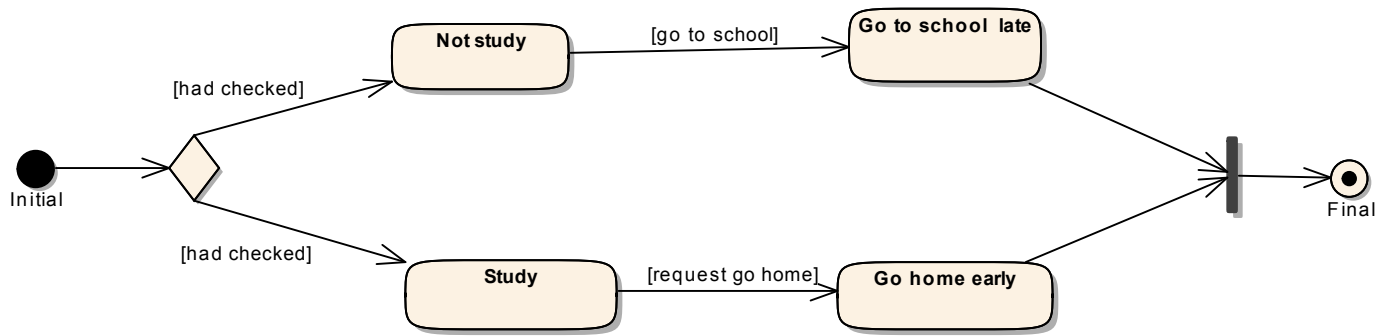 Not study
[go to school]
Go to school late
[had checked]
Initial
Final
[had checked]
Study
[request go home]
Go home early